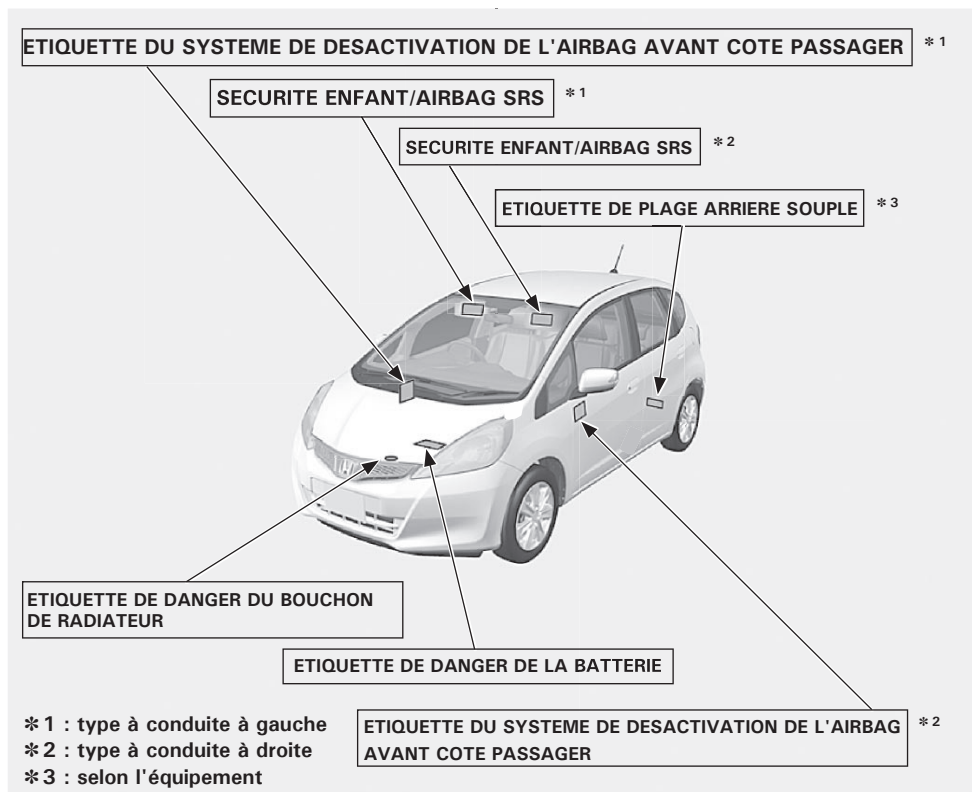 ETIQUETTE DU SYSTEME DE DESACTIVATION DE L'AIRBAG AVANT COTE PASSAGER ＊1
SECURITE ENFANT/AIRBAG SRS ＊1
SECURITE ENFANT/AIRBAG SRS ＊2
ETIQUETTE DE PLAGE ARRIERE SOUPLE ＊3
ETIQUETTE DE DANGER DU BOUCHON
DE RADIATEUR
ETIQUETTE DE DANGER DE LA BATTERIE
ETIQUETTE DU SYSTEME DE DESACTIVATION DE L'AIRBAG ＊2
AVANT COTE PASSAGER
＊1 : type à conduite à gauche
＊2 : type à conduite à droite
＊3 : selon l'équipement